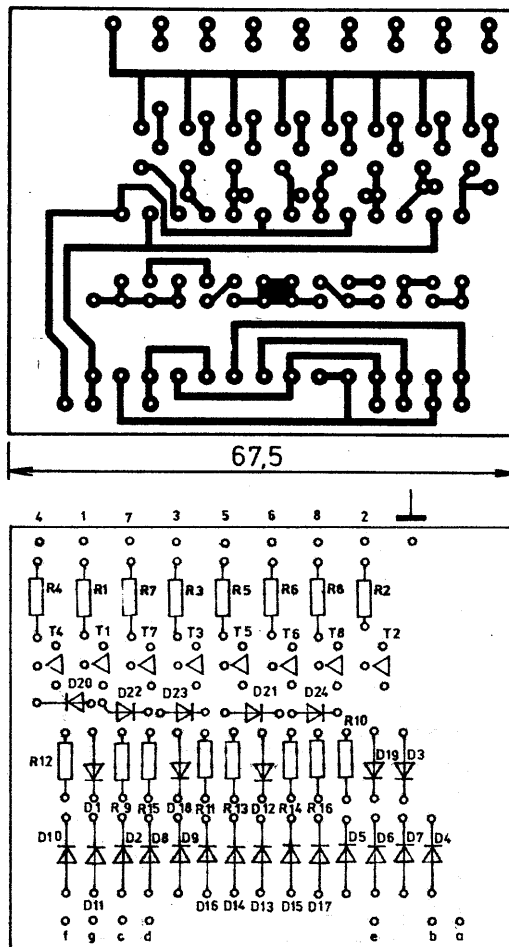 67,5
4 1 7 3 5 6 8 2
R4 R1 R7 R3 R5 R6 R8 R2
T4 T1 T7 T3 T5 T6 T8 T2
D20 D22 D23 D21 D24
R10
R12 D19 D3
D1 R9 R15 D18 R11 R13 D12 R14 R16
D10 D2 D8 D9 D5 D6 D7 D4
D11 D16 D14 D13 D15 D17
f g c d e b a